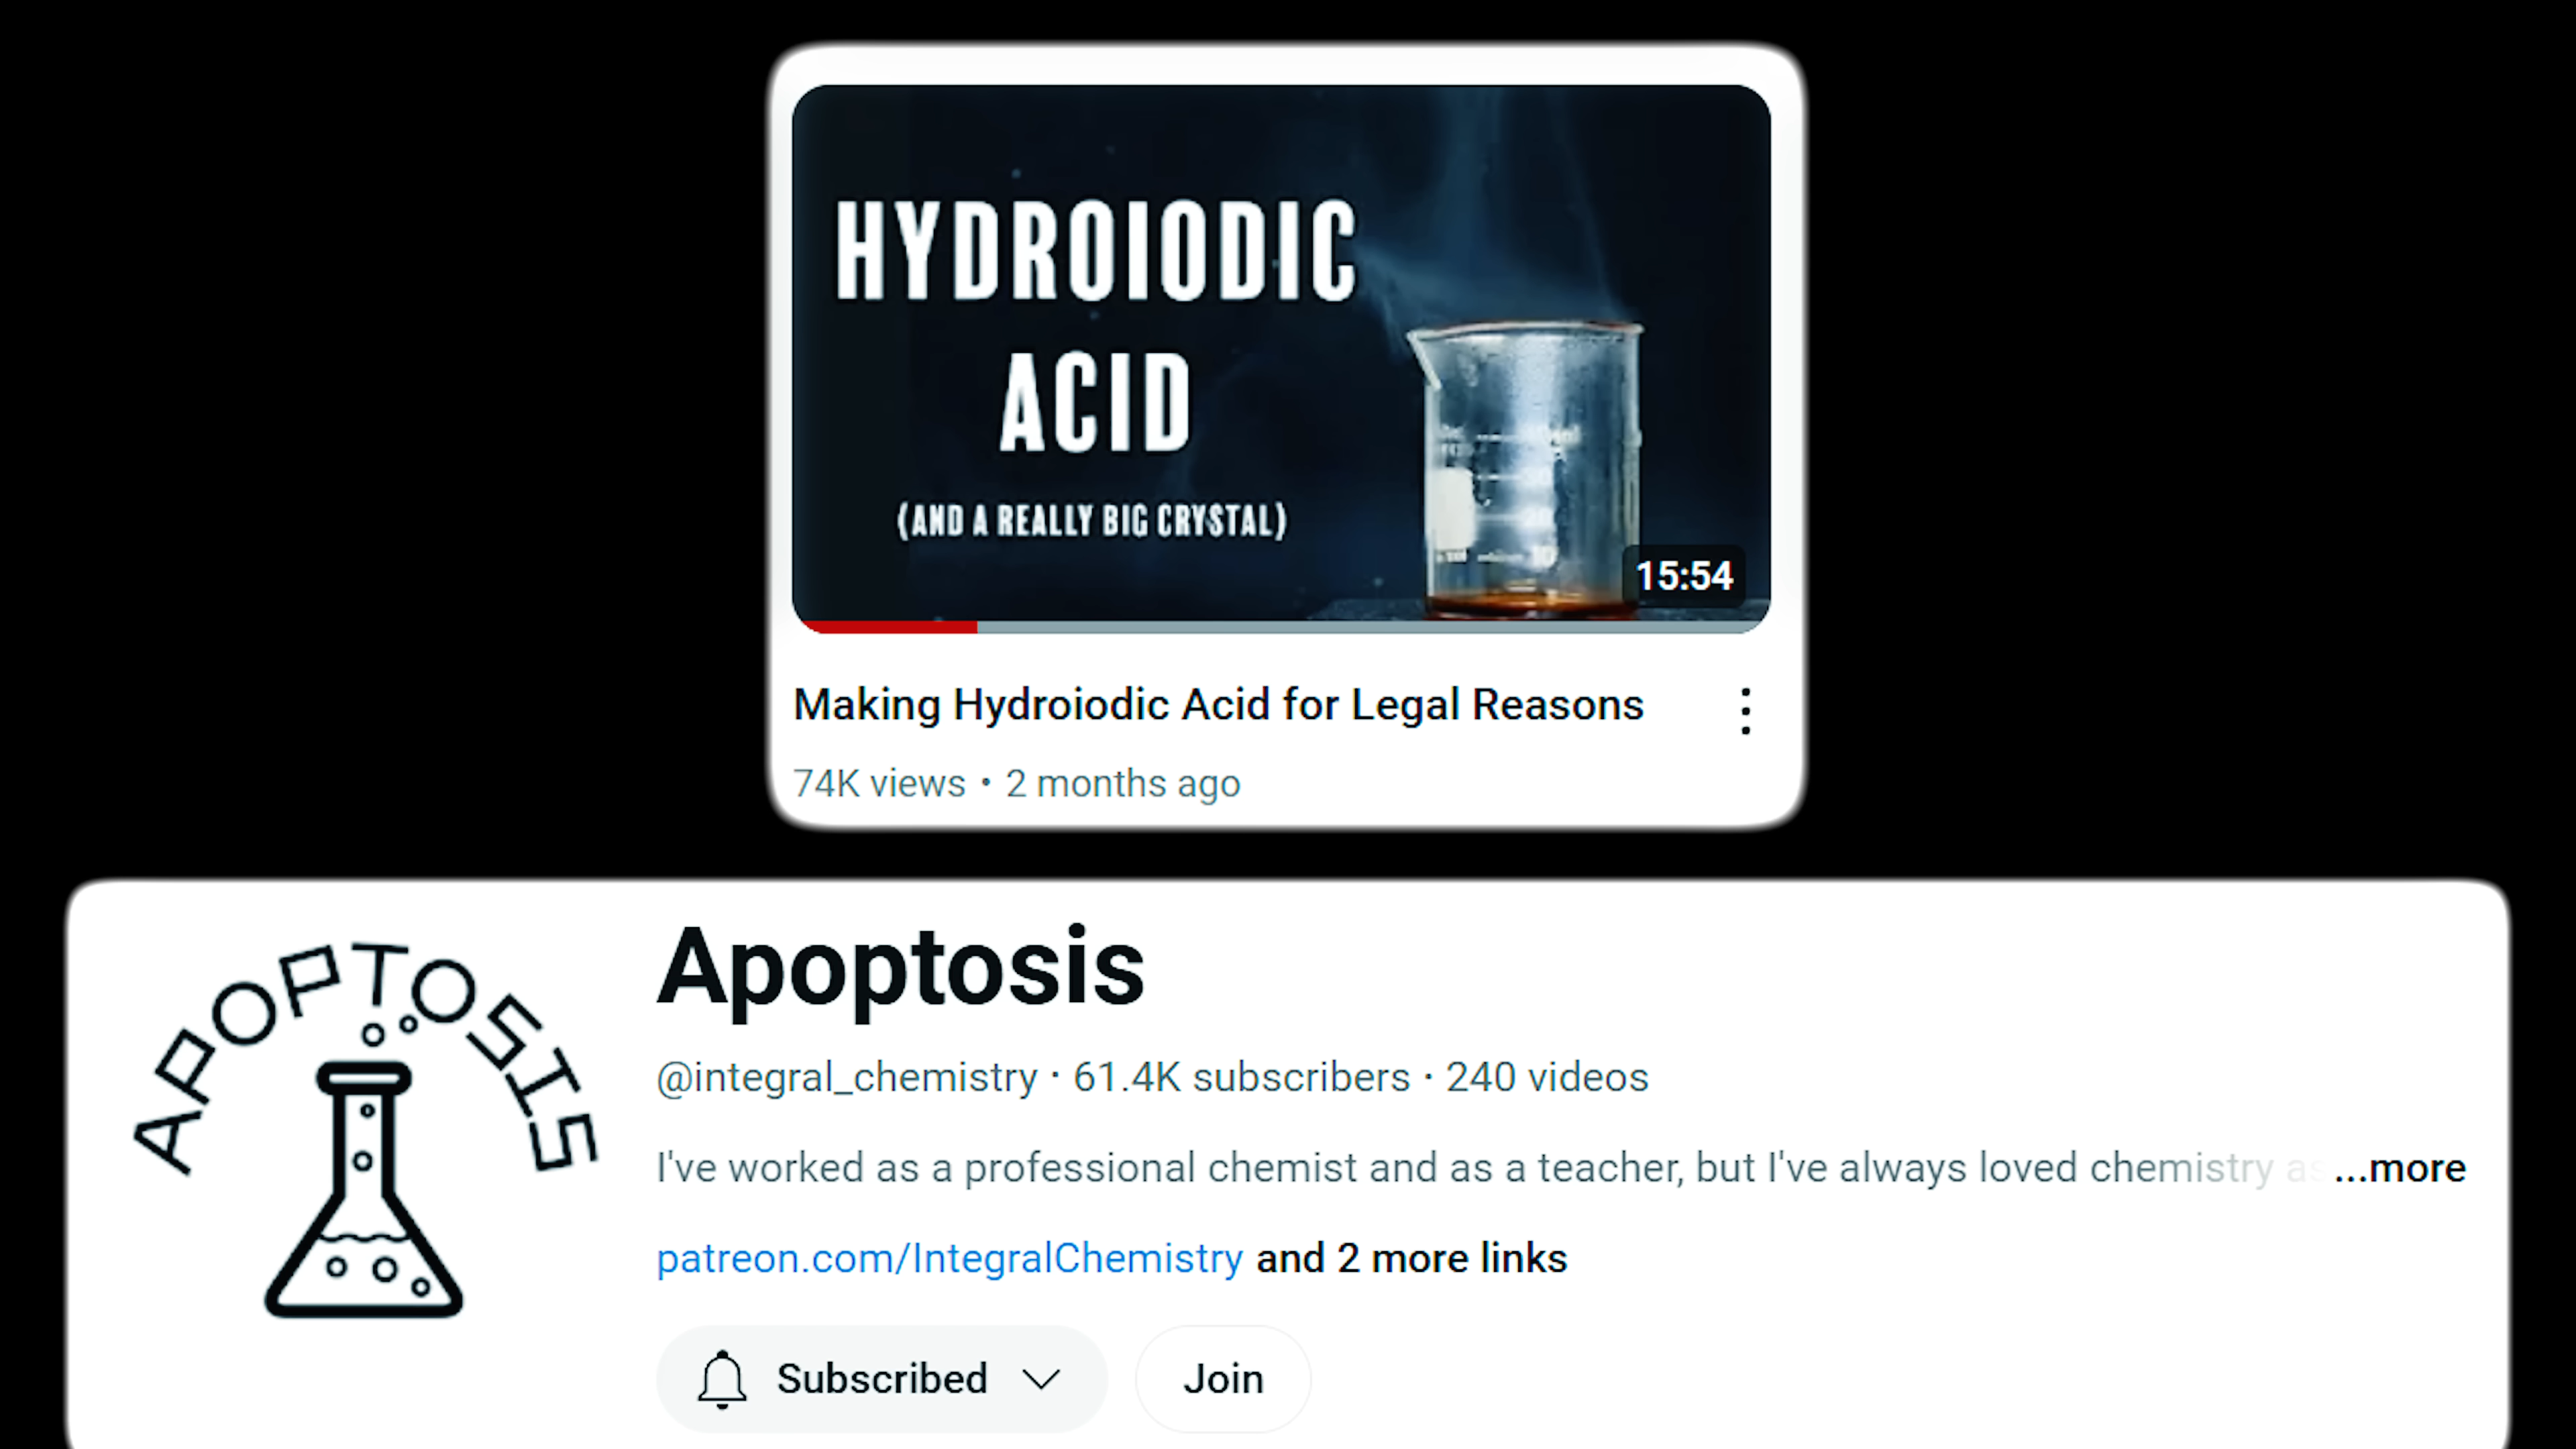 HYDROIODIC
ACID
(AND A REALLY BIG CRYSTAL)
15:54
Making Hydroiodic Acid for Legal Reasons
74K views • 2 months ago
APOPTOSIS
Apoptosis
@integral_chemistry · 61.4K subscribers · 240 videos
I've worked as a professional chemist and as a teacher, but I've always loved chemistry as ...more
patreon.com/IntegralChemistry and 2 more links
Subscribed
Join